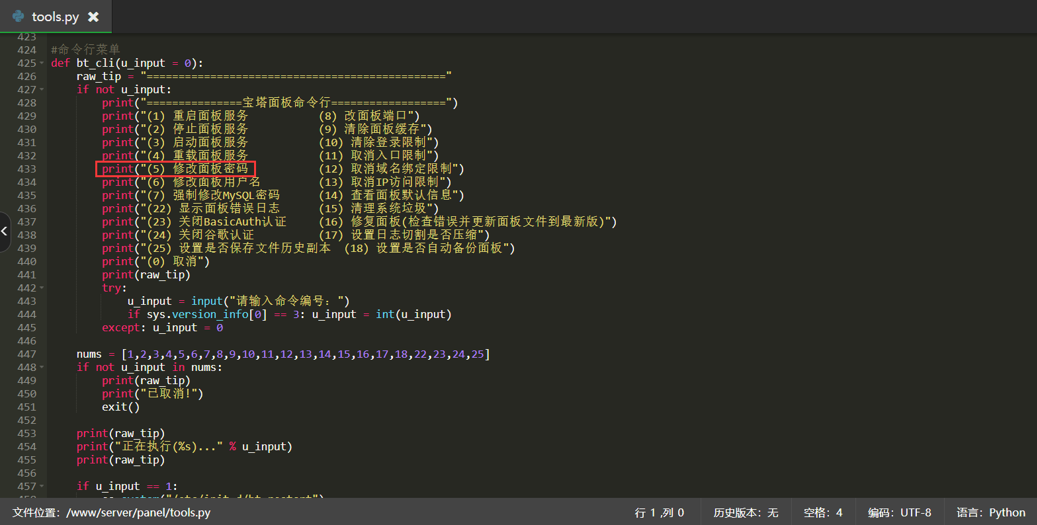 tools.py ✖
423
424 #命令行菜单
425 def bt_cli(u_input = 0):
426     raw_tip = "==============================================="
427     if not u_input:
428         print("===============宝塔面板命令行==================")
429         print("(1) 重启面板服务           (8) 改面板端口")
430         print("(2) 停止面板服务           (9) 清除面板缓存")
431         print("(3) 启动面板服务           (10) 清除登录限制")
432         print("(4) 重载面板服务           (11) 取消入口限制")
433         print("(5) 修改面板密码           (12) 取消域名绑定限制")
434         print("(6) 修改面板用户名         (13) 取消IP访问限制")
435         print("(7) 强制修改MySQL密码      (14) 查看面板默认信息")
436         print("(22) 显示面板错误日志      (15) 清理系统垃圾")
437         print("(23) 关闭BasicAuth认证     (16) 修复面板(检查错误并更新面板文件到最新版)")
438         print("(24) 关闭谷歌认证          (17) 设置日志切割是否压缩")
439         print("(25) 设置是否保存文件历史副本  (18) 设置是否自动备份面板")
440         print("(0) 取消")
441         print(raw_tip)
442         try:
443             u_input = input("请输入命令编号：")
444             if sys.version_info[0] == 3: u_input = int(u_input)
445         except: u_input = 0
446
447     nums = [1,2,3,4,5,6,7,8,9,10,11,12,13,14,15,16,17,18,22,23,24,25]
448     if not u_input in nums:
449         print(raw_tip)
450         print("已取消!")
451         exit()
452
453     print(raw_tip)
454     print("正在执行(%s)..." % u_input)
455     print(raw_tip)
456
457     if u_input == 1:
458         os.system("/etc/init.d/bt restart")
文件位置：/www/server/panel/tools.py 行 1 ,列 0 历史版本：无 空格：4 编码：UTF-8 语言：Python